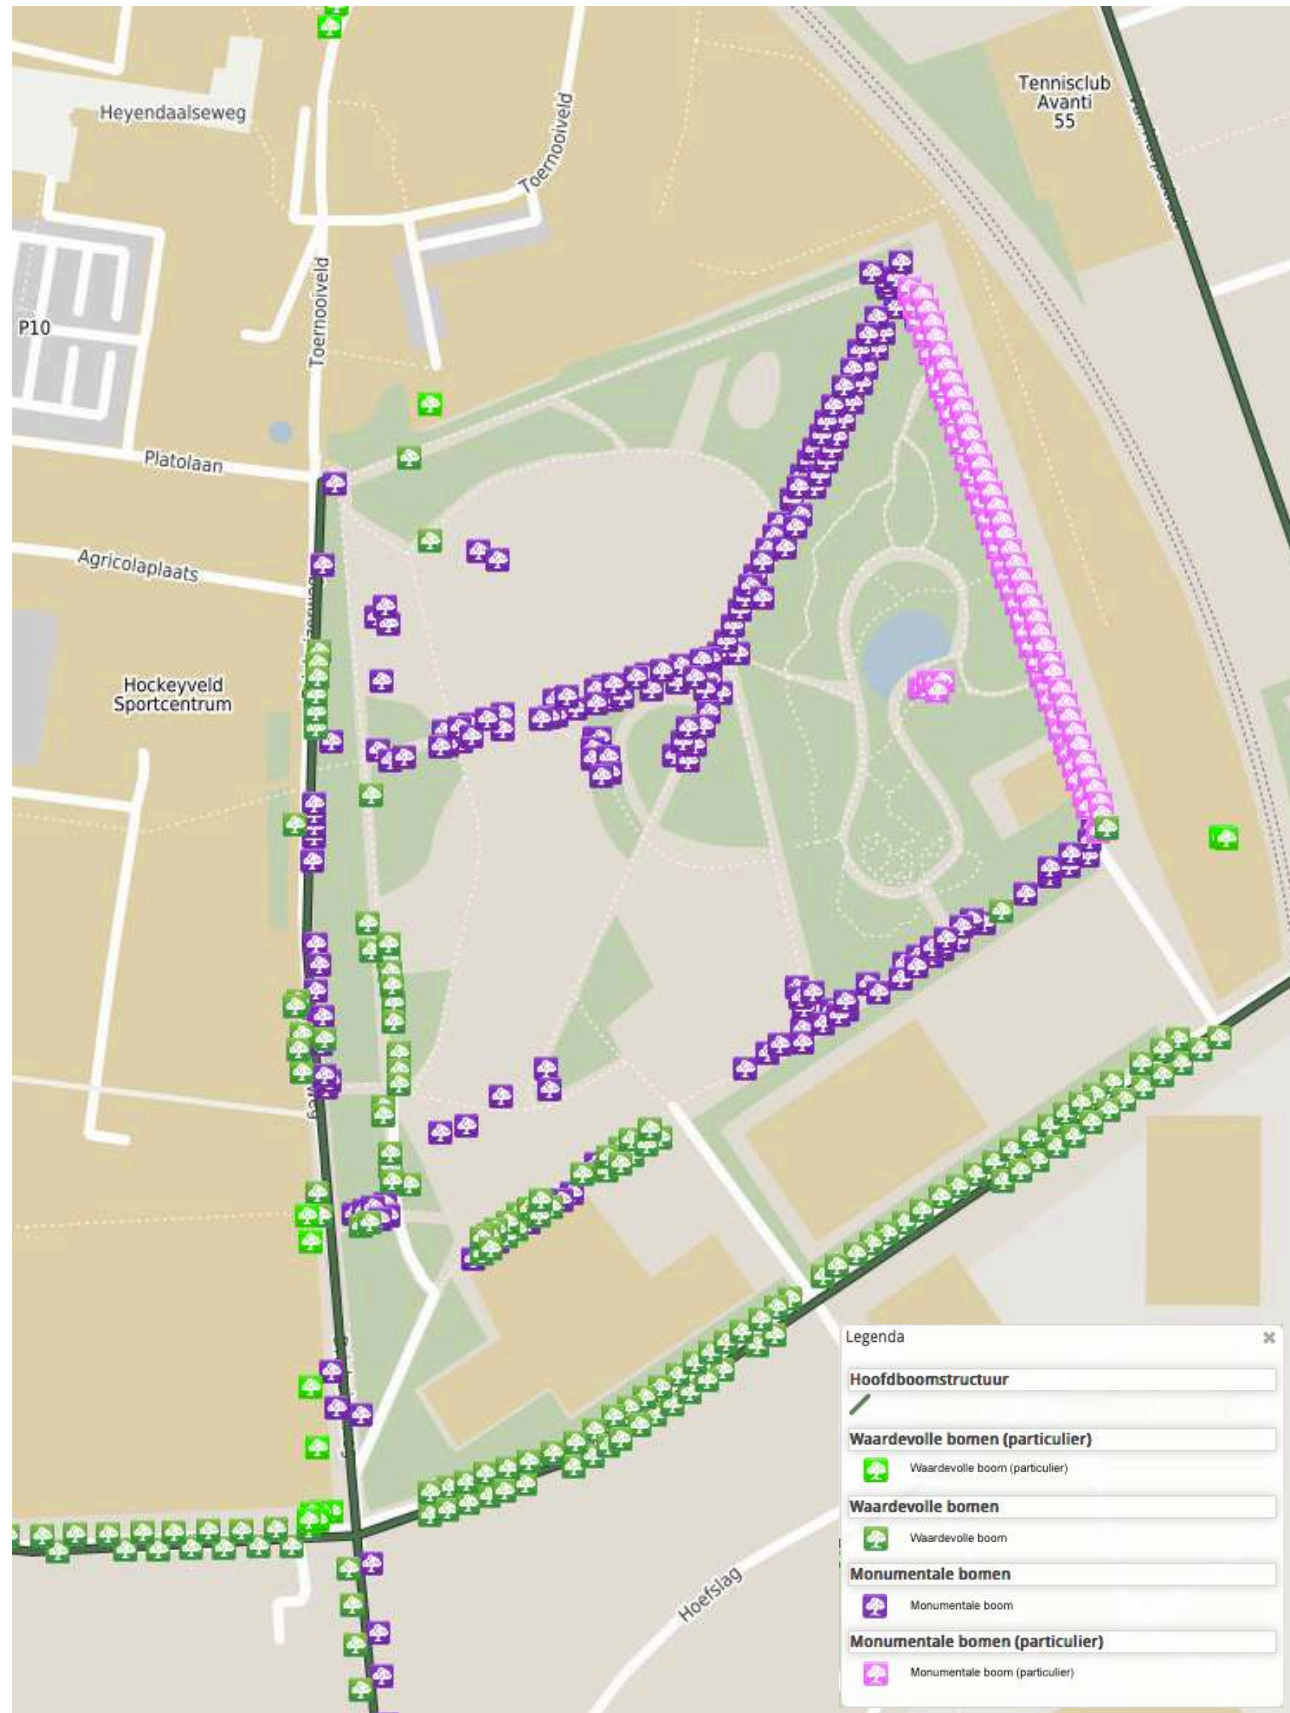 Heyendaalseweg
Toernooiveld
Tennisclub
Avanti
55
Toernooiveld
P10
Platolaan
Agricolaplaats
Hockeyveld
Sportcentrum
weg
Hoefslag
Legenda
Hoofdboomstructuur
Waardevolle bomen (particulier)
Waardevolle boom (particulier)
Waardevolle bomen
Waardevolle boom
Monumentale bomen
Monumentale boom
Monumentale bomen (particulier)
Monumentale boom (particulier)